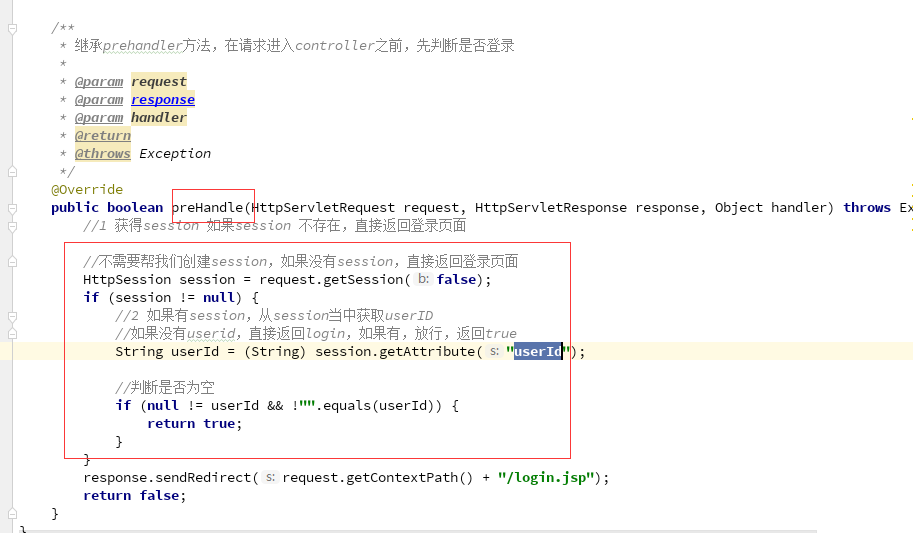 /**
* 继承prehandler方法，在请求进入controller之前，先判断是否登录
*
* @param request
* @param response
* @param handler
* @return
* @throws Exception
*/
@Override
public boolean preHandle(HttpServletRequest request, HttpServletResponse response, Object handler) throws Ex
//1 获得session 如果session 不存在，直接返回登录页面
//不需要帮我们创建session，如果没有session，直接返回登录页面
HttpSession session = request.getSession( b: false);
if (session != null) {
//2 如果有session，从session当中获取userID
//如果没有userid，直接返回login，如果有，放行，返回true
String userId = (String) session.getAttribute( s: "userId");
//判断是否为空
if (null != userId && !"".equals(userId)) {
return true;
}
}
response.sendRedirect( s: request.getContextPath() + "/login.jsp");
return false;
}
}